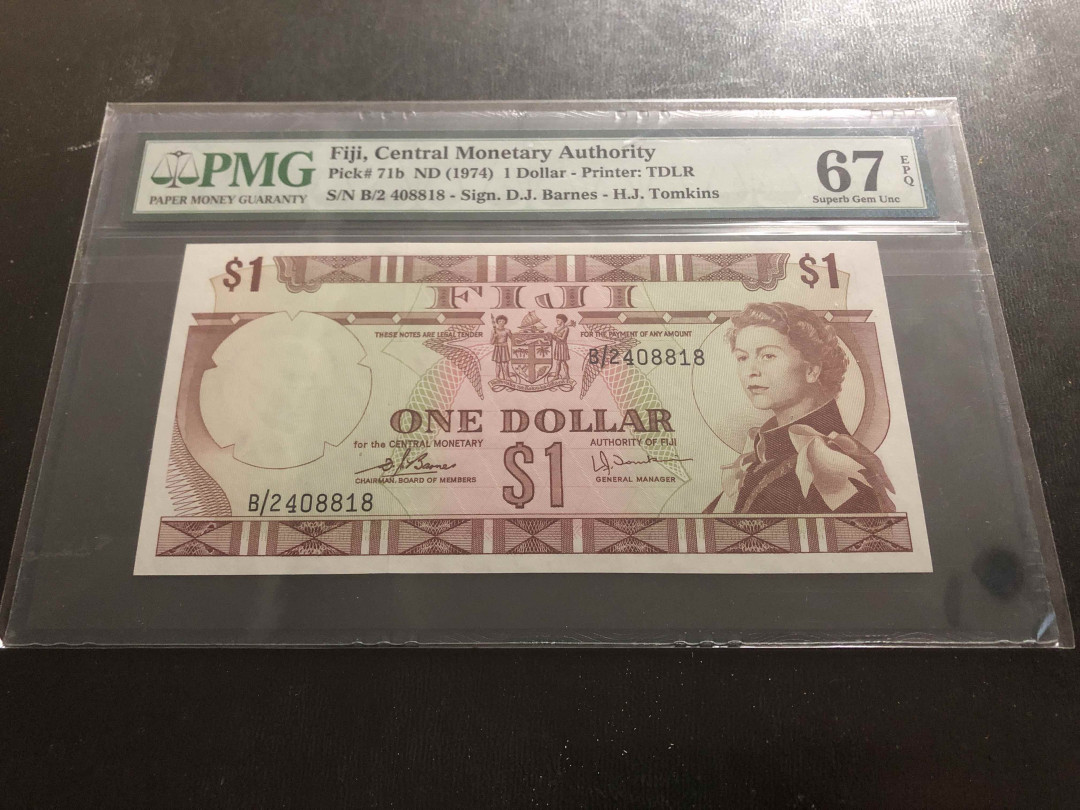 PMG
PAPER MONEY GUARANTY
Fiji, Central Monetary Authority
Pick# 71b ND (1974) 1 Dollar - Printer: TDLR
S/N B/2 408818 - Sign. D.J. Barnes - H.J. Tomkins
67
EPQ
Superb Gem Unc
$1
$1
FIJI
THESE NOTES ARE LEGAL TENDER
FOR THE PAYMENT OF ANY AMOUNT
B/2408818
ONE DOLLAR
for the CENTRAL MONETARY
AUTHORITY OF FIJI
$1
D.J. Barnes
CHAIRMAN. BOARD OF MEMBERS
GENERAL MANAGER
B/2408818